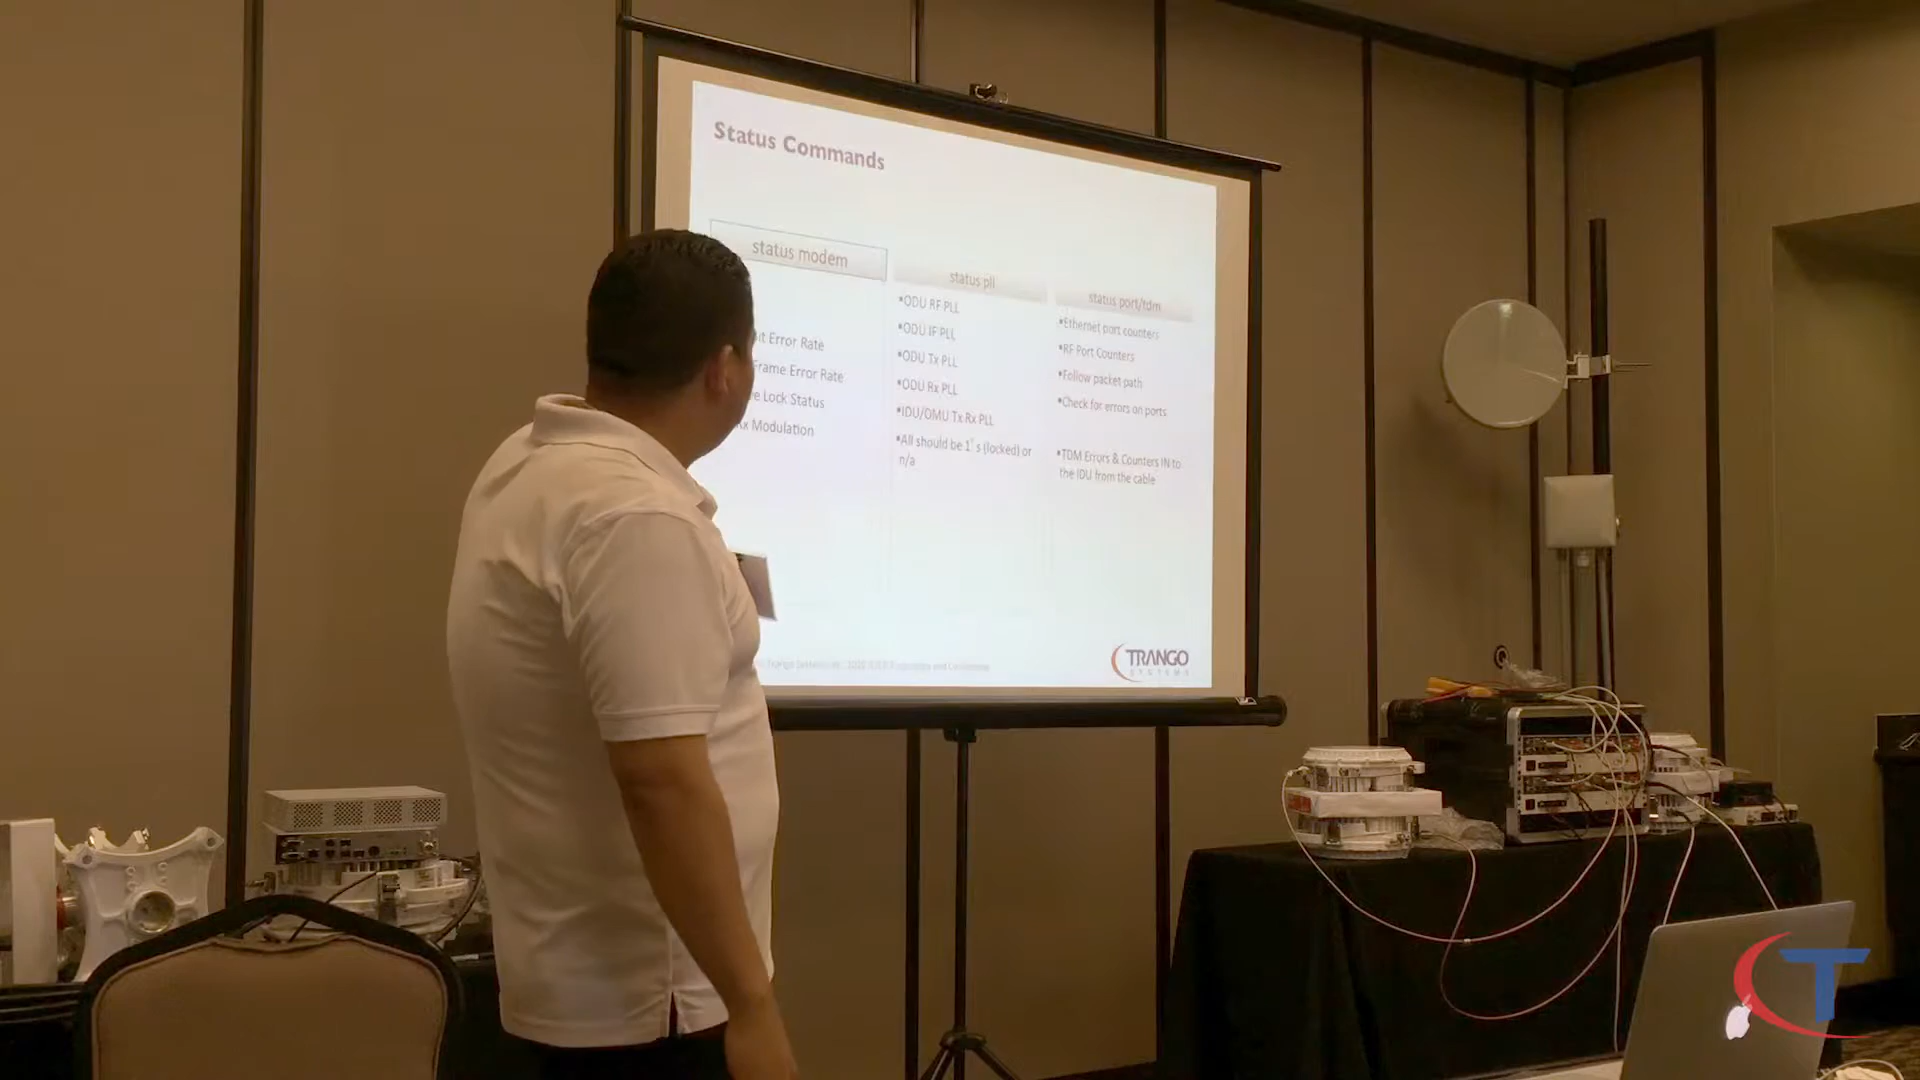 Status Commands
status modem
it Error Rate
Frame Error Rate
e Lock Status
x Modulation
status pll
▪ODU RF PLL
▪ODU IF PLL
▪ODU Tx PLL
▪ODU Rx PLL
▪IDU/OMU Tx Rx PLL
▪All should be 1's (locked) or
n/a
status port/tdm
▪Ethernet port counters
▪RF Port Counters
▪Follow packet path
▪Check for errors on ports
▪TDM Errors & Counters IN to
the IDU from the cable
TRANGO
SYSTEMS
T